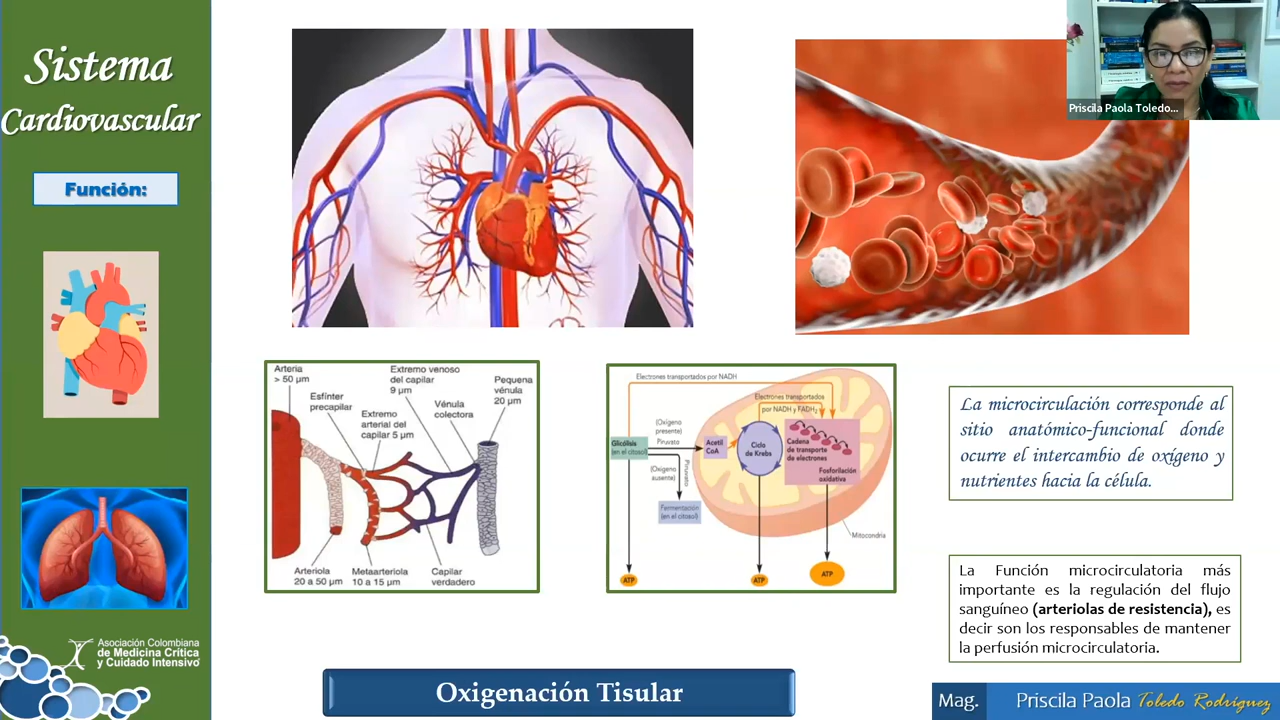 Sistema
Cardiovascular
Función:
Asociación Colombiana
de Medicina Crítica
y Cuidado Intensivo
Priscila Paola Toledo...
Arteria
> 50 µm
Esfínter
precapilar
Extremo
arterial del
capilar 5 µm
Extremo venoso
del capilar
9 µm
Vénula
colectora
Pequena
vénula
20 µm
Arteriola
20 a 50 µm
Metaarteriola
10 a 15 µm
Capilar
verdadero
Electrones transportados por NADH
Electrones transportados
por NADH y FADH₂
(Oxígeno
presente)
Piruvato
Glicólisis
(en el citosol)
Acetil
CoA
Ciclo
de Krebs
Cadena
de transporte
de electrones
Fosforilación
oxidativa
(Oxígeno
ausente)
Piruvato
Fermentación
(en el citosol)
Mitocondria
ATP
ATP
ATP
La microcirculación corresponde al
sitio anatómico-funcional donde
ocurre el intercambio de oxígeno y
nutrientes hacia la célula.
La Función microcirculatoria más
importante es la regulación del flujo
sanguíneo (arteriolas de resistencia), es
decir son los responsables de mantener
la perfusión microcirculatoria.
Oxigenación Tisular
Mag. Priscila Paola Toledo Rodríguez